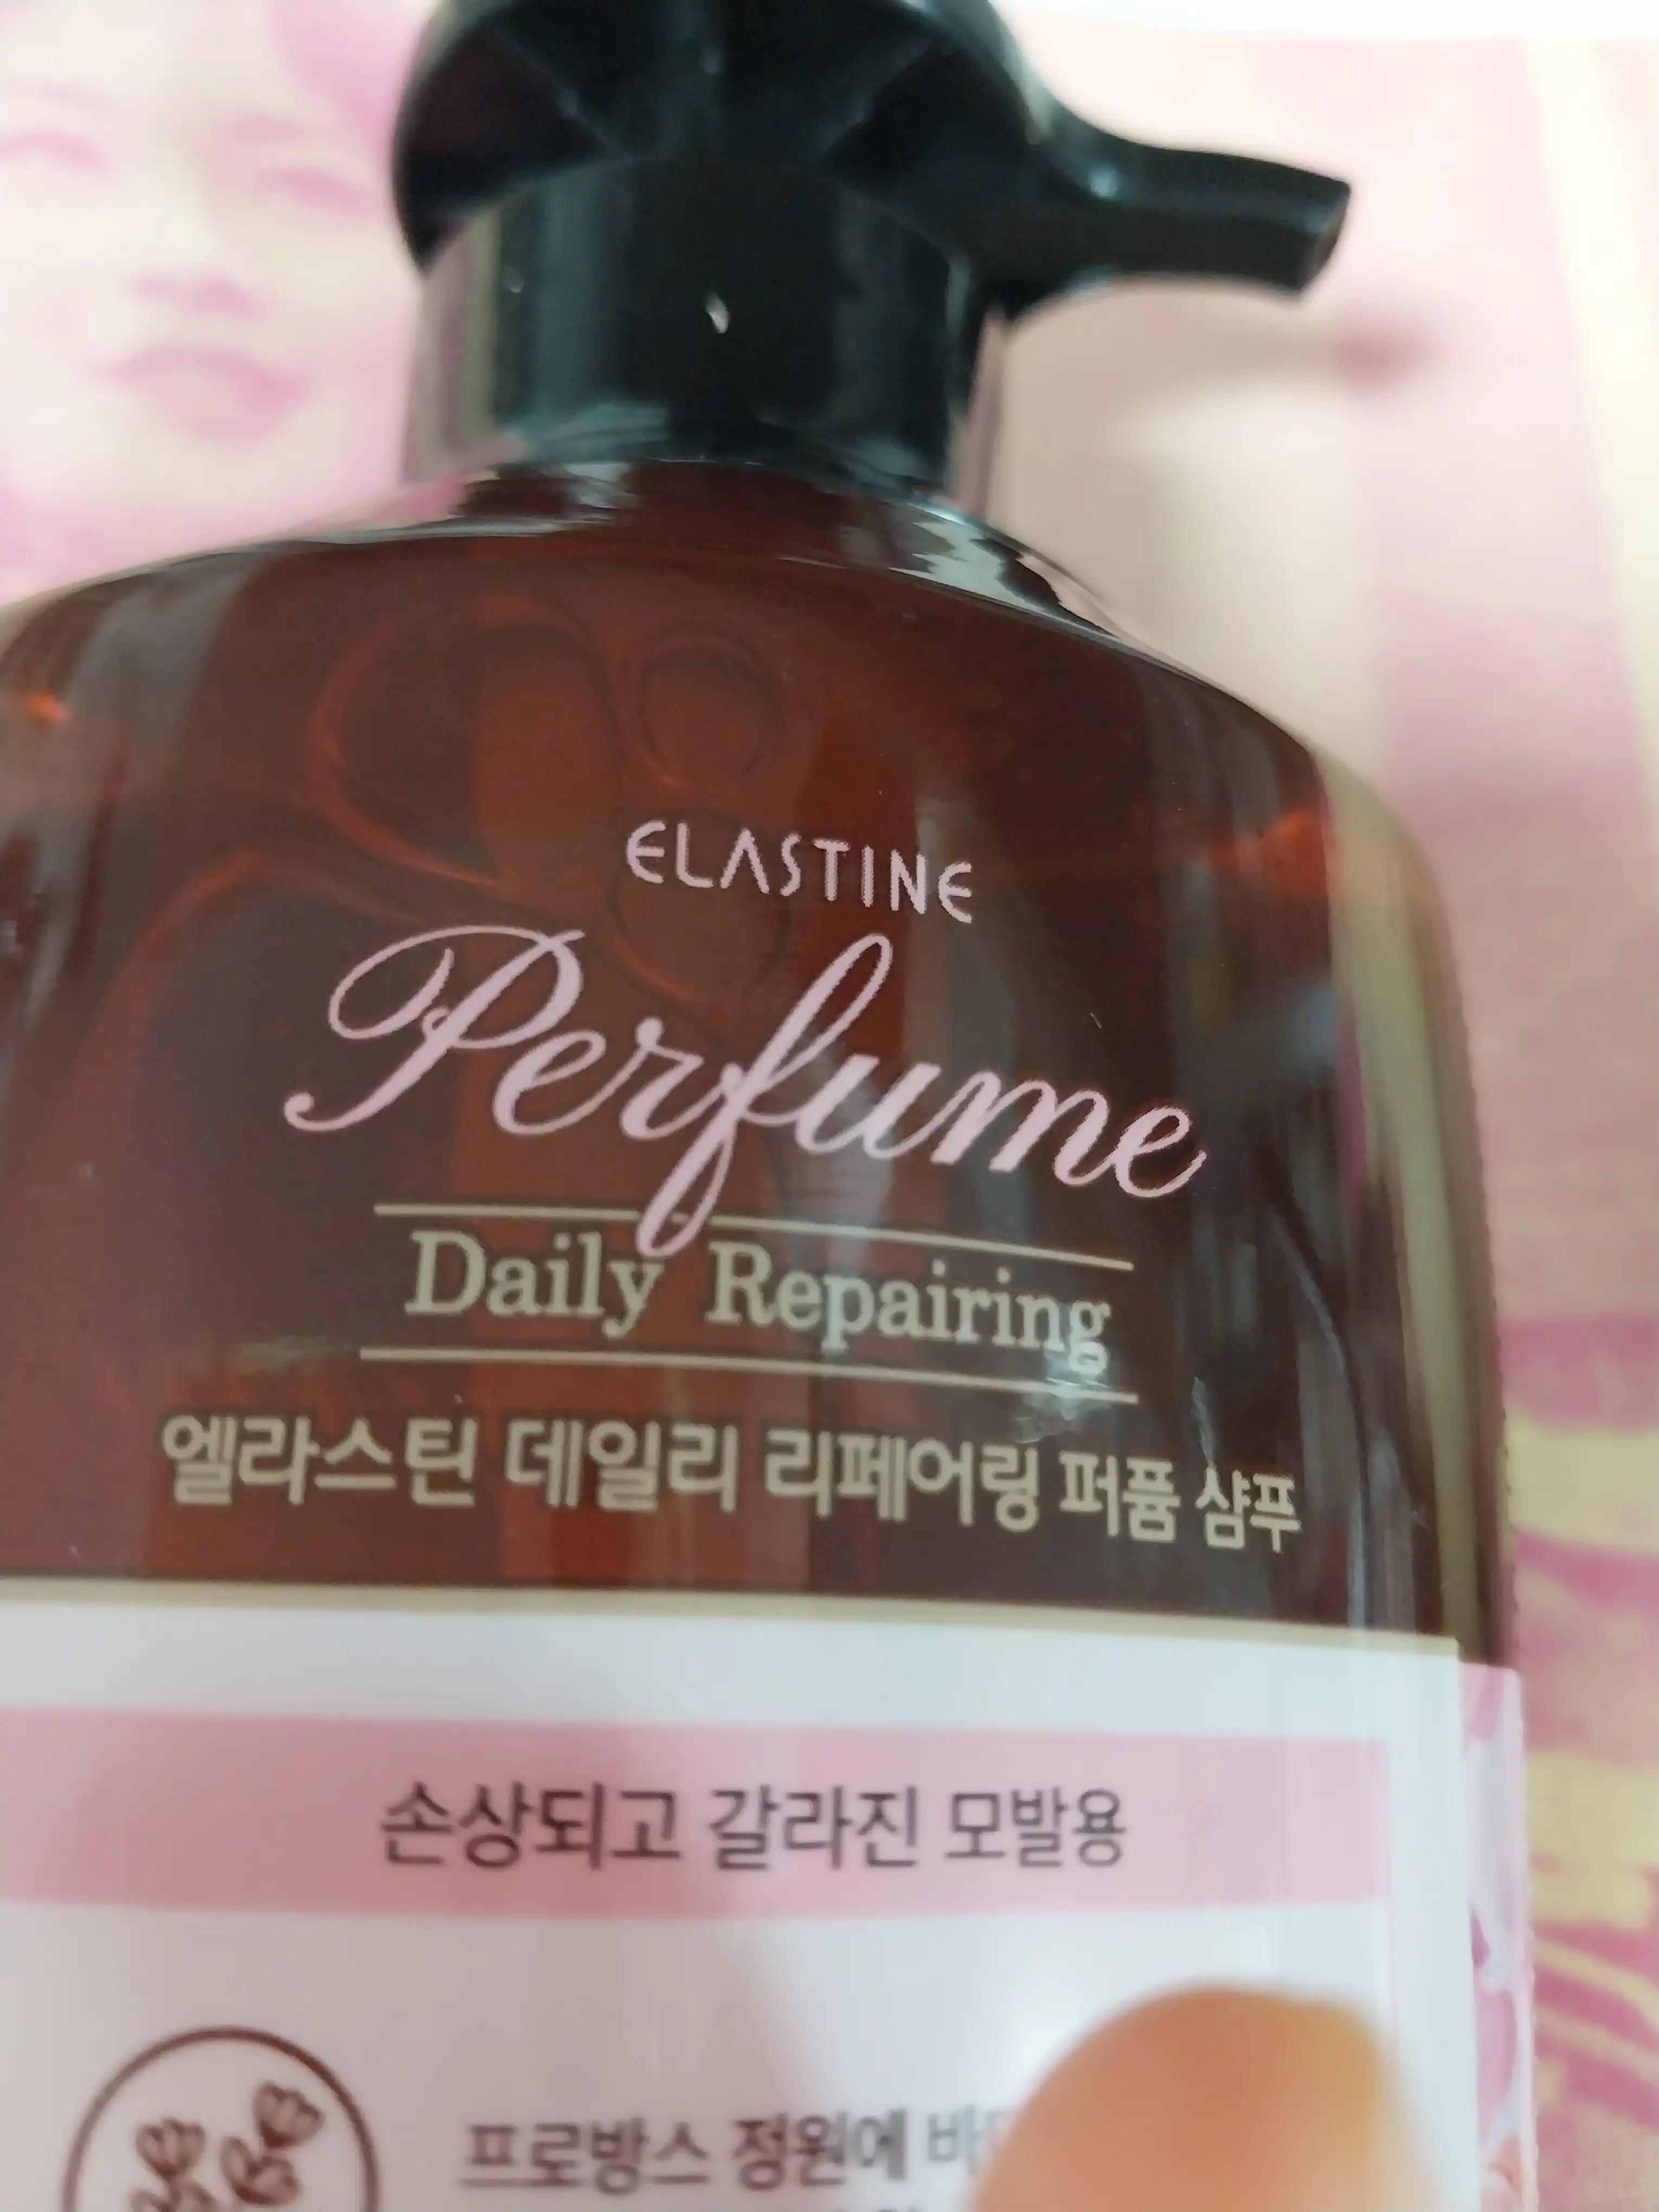 ELASTINE
Perfume
Daily Repairing
엘라스틴 데일리 리페어링 퍼퓸 샴푸
손상되고 갈라진 모발용
프로방스 정원에